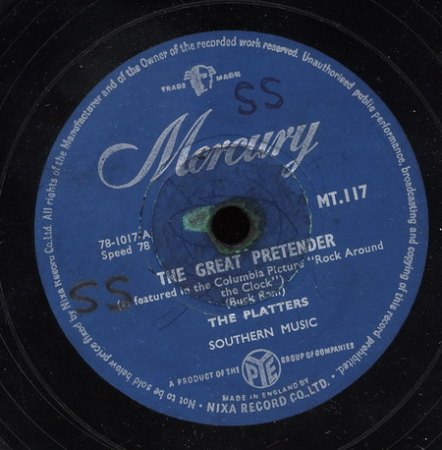 Not to be sold below price fixed by Nixa Record Co. Ltd. All rights of the Manufacturer and of the Owner of the recorded work reserved. Unauthorised public performance, broadcasting and copying of this record prohibited.
TRADE MARK
SS
Mercury
MT.117
78-1017.A
Speed 78
THE GREAT PRETENDER
(as featured in the Columbia Picture "Rock Around
the Clock")
(Buck Ram)
SS
THE PLATTERS
SOUTHERN MUSIC
A PRODUCT OF THE PYE GROUP OF COMPANIES
MADE IN ENGLAND BY
· NIXA RECORD CO., LTD. ·